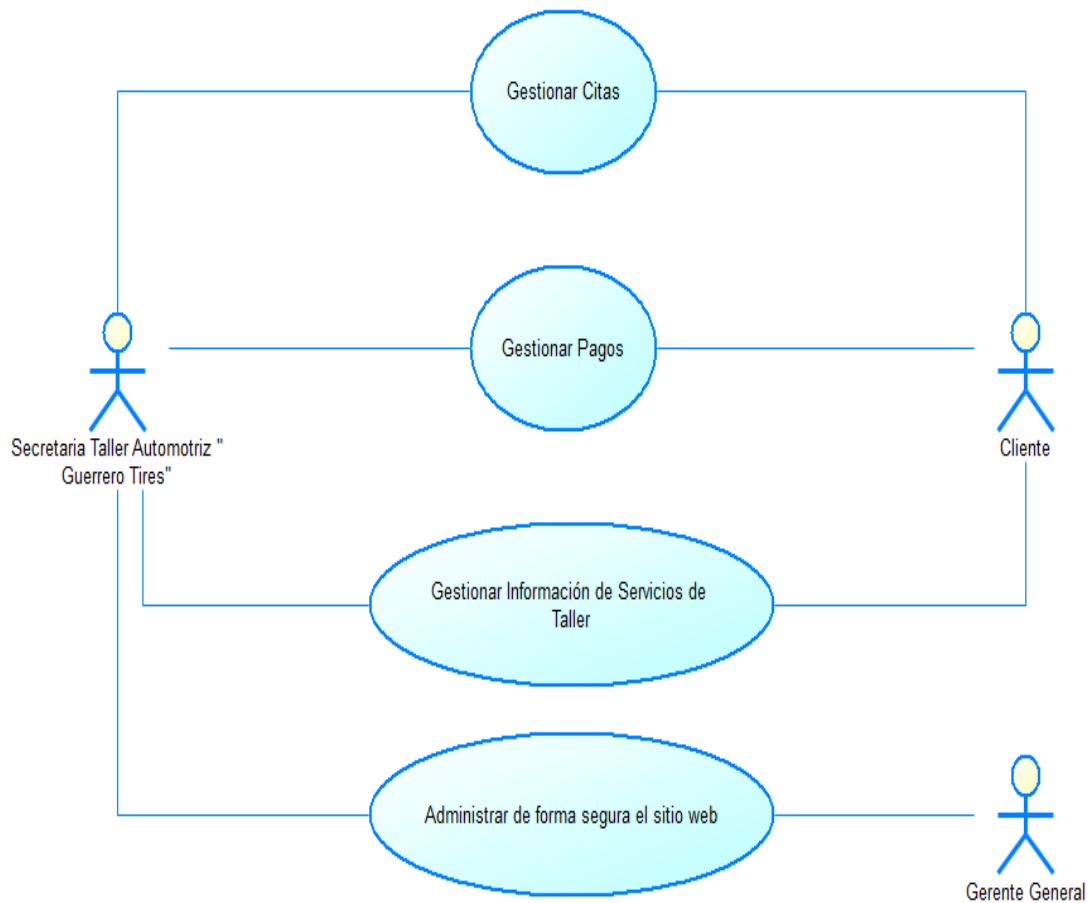 Gestionar Citas
Gestionar Pagos
Secretaria Taller Automotriz "
Guerrero Tires"
Cliente
Gestionar Información de Servicios de
Taller
Administrar de forma segura el sitio web
Gerente General